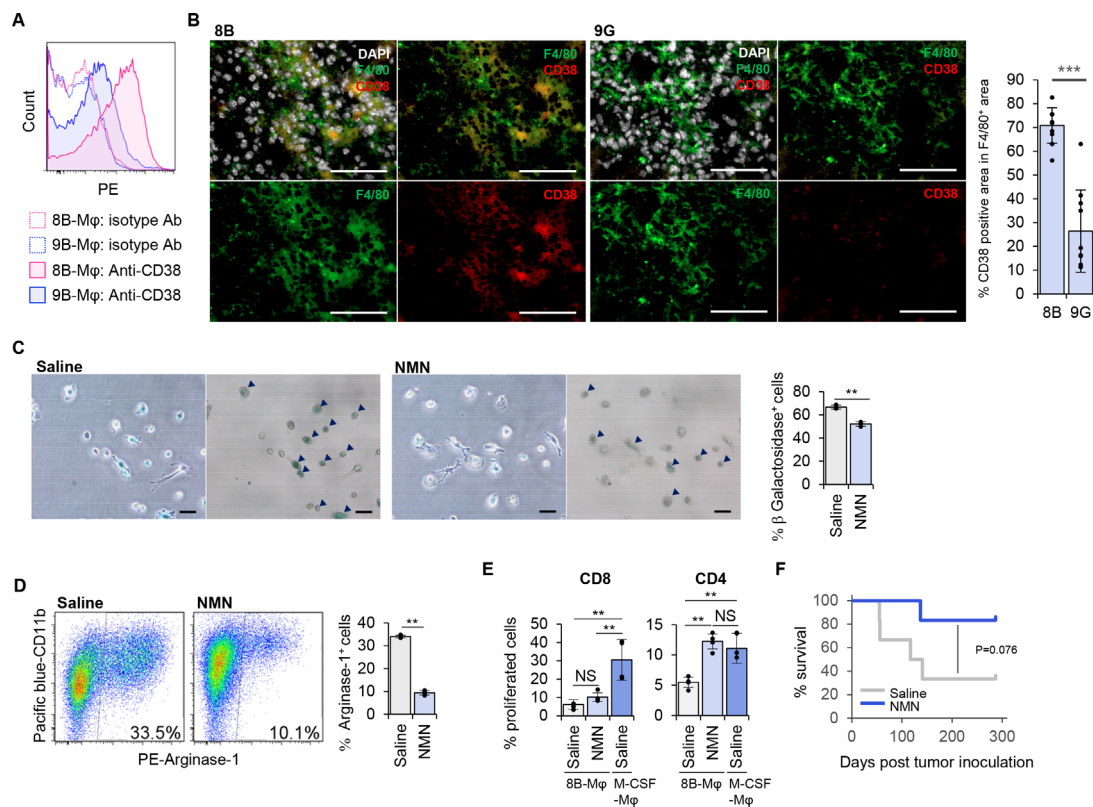 A
Count
PE
8B-Mφ: isotype Ab
9B-Mφ: isotype Ab
8B-Mφ: Anti-CD38
9B-Mφ: Anti-CD38
B
8B
DAPI
F4/80
CD38
F4/80
CD38
F4/80
CD38
9G
DAPI
F4/80
CD38
F4/80
CD38
F4/80
CD38
% CD38 positive area in F4/80+ area
90
80
70
60
50
40
30
20
10
0
***
8B
9G
C
Saline
NMN
% β Galactosidase+ cells
80
60
40
20
0
**
Saline
NMN
D
Saline
NMN
Pacific blue-CD11b
33.5%
10.1%
PE-Arginase-1
% Arginase-1+ cells
40
30
20
10
0
**
Saline
NMN
E
CD8
% proliferated cells
50
40
30
20
10
0
**
**
NS
Saline
NMN
Saline
8B-Mφ
M-CSF
-Mφ
CD4
15
10
5
0
**
**
NS
Saline
NMN
Saline
8B-Mφ
M-CSF
-Mφ
F
% survival
100
80
60
40
20
0
P=0.076
Saline
NMN
0
100
200
300
Days post tumor inoculation